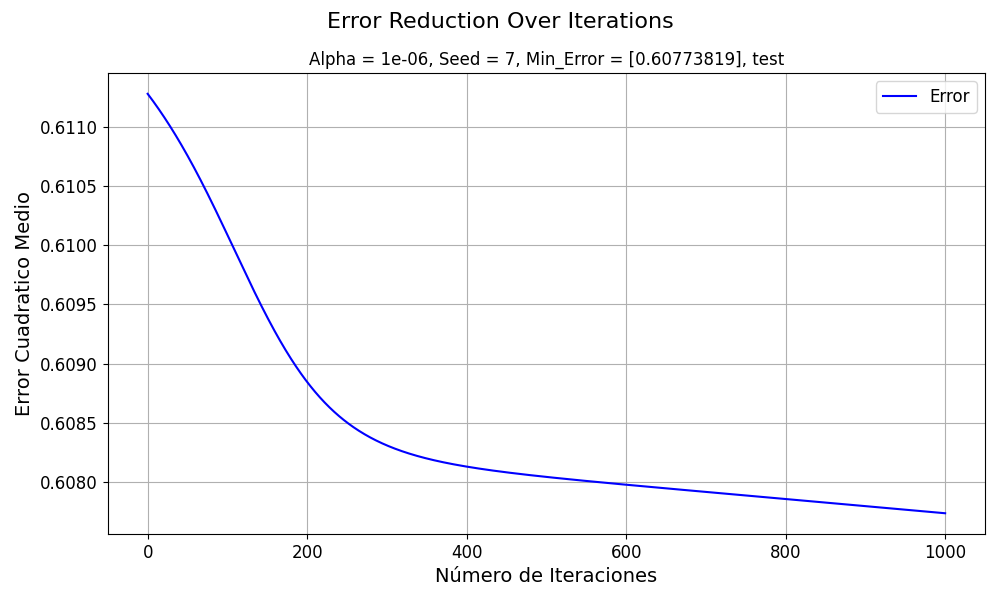 Error Reduction Over Iterations
Alpha = 1e-06, Seed = 7, Min_Error = [0.60773819], test
Error
0.6110
0.6105
0.6100
0.6095
0.6090
0.6085
0.6080
Error Cuadratico Medio
0 200 400 600 800 1000
Número de Iteraciones